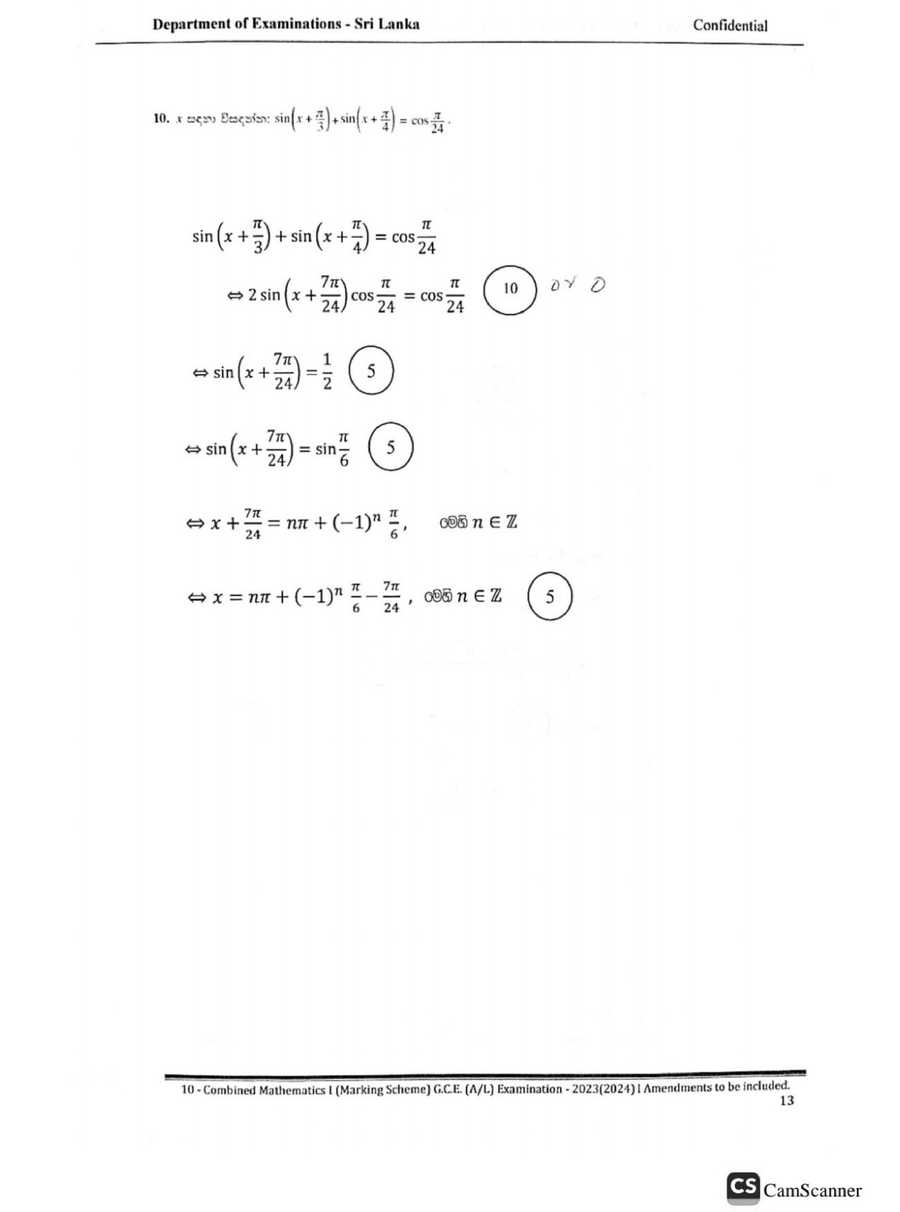 Department of Examinations - Sri Lanka Confidential
10. x සඳහා විසඳන්න: sin(x + π/3) + sin(x + π/4) = cos π/24 .
sin(x + π/3) + sin(x + π/4) = cos π/24
⇔ 2 sin(x + 7π/24) cos π/24 = cos π/24 10 or 0
⇔ sin(x + 7π/24) = 1/2 5
⇔ sin(x + 7π/24) = sin π/6 5
⇔ x + 7π/24 = nπ + (−1)ⁿ π/6 , මෙහි n ∈ ℤ
⇔ x = nπ + (−1)ⁿ π/6 − 7π/24 , මෙහි n ∈ ℤ 5
10 - Combined Mathematics I (Marking Scheme) G.C.E. (A/L) Examination - 2023(2024) I Amendments to be included.
13
CS CamScanner